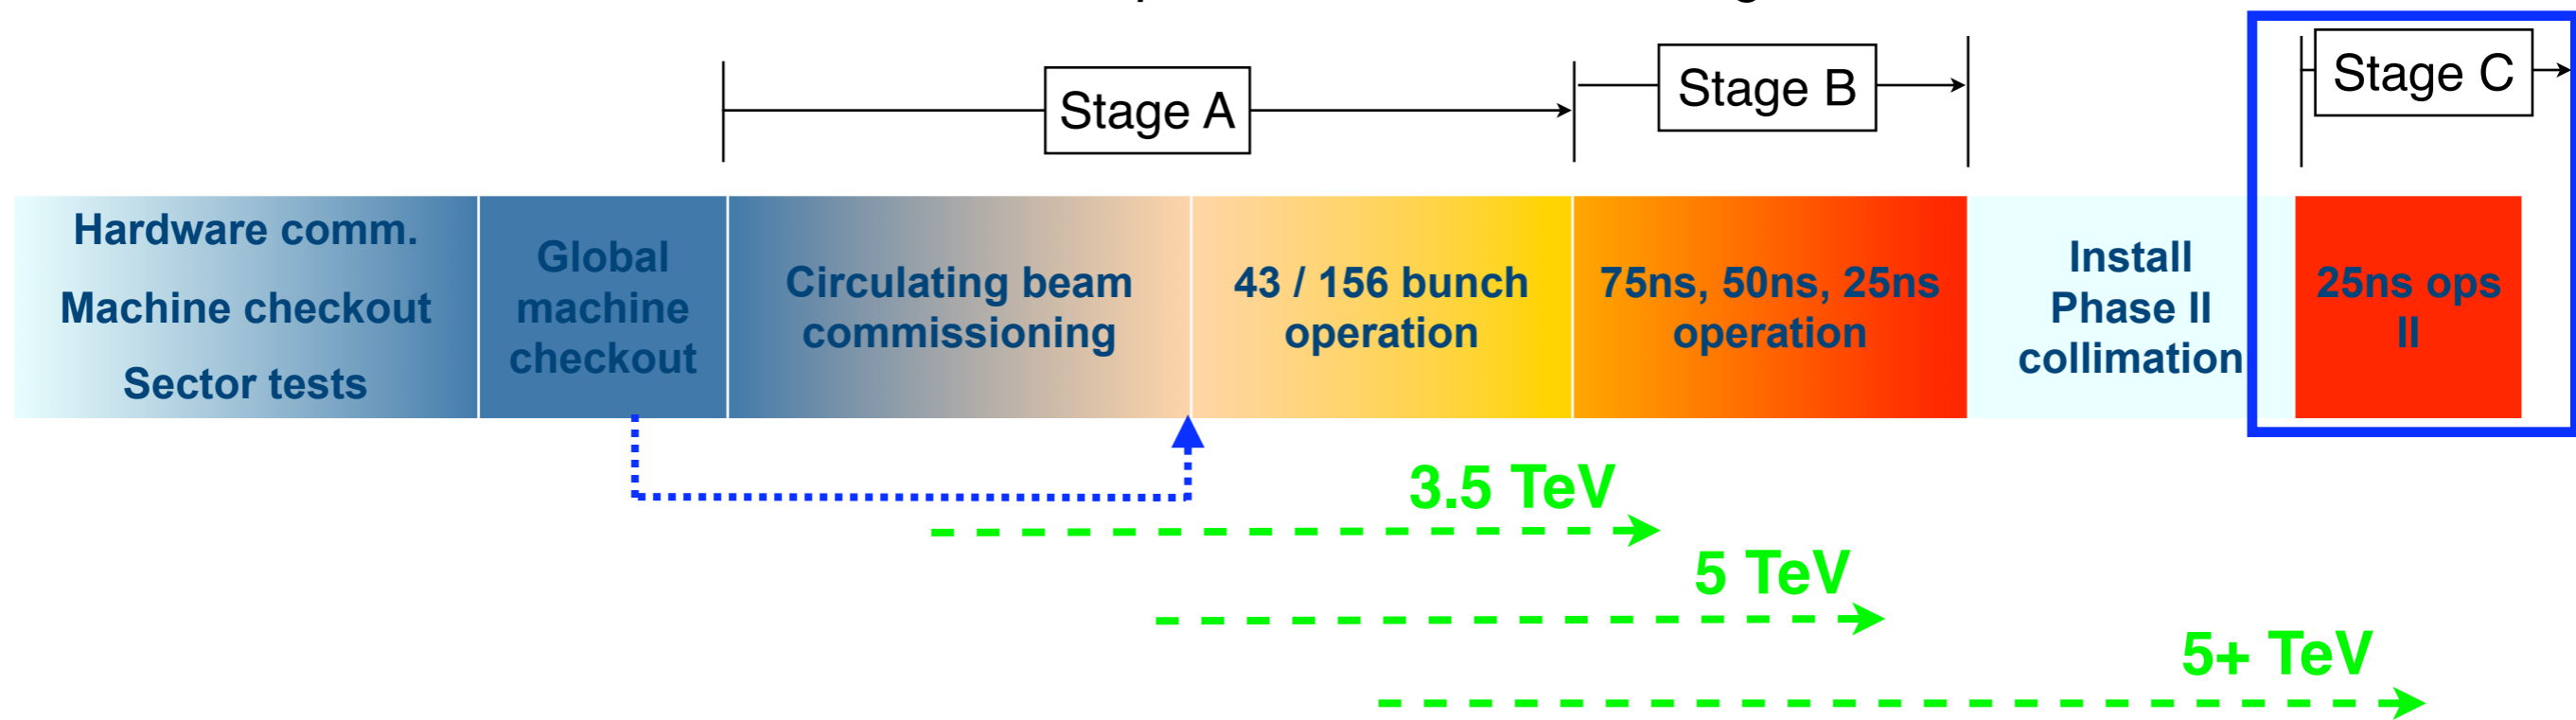 Stage A
Stage B
Stage C
Hardware comm.
Machine checkout
Sector tests
Global
machine
checkout
Circulating beam
commissioning
43 / 156 bunch
operation
75ns, 50ns, 25ns
operation
Install
Phase II
collimation
25ns ops
II
3.5 TeV
5 TeV
5+ TeV